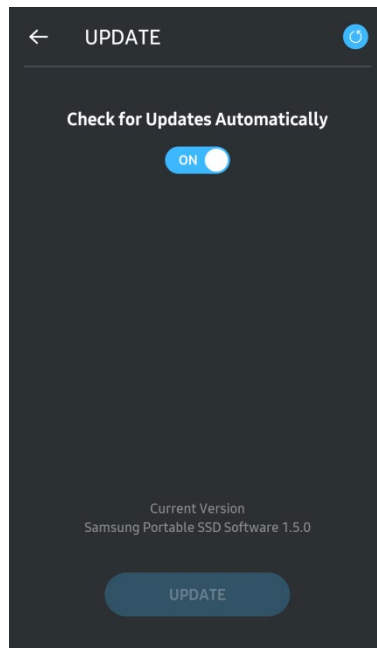 UPDATE
Check for Updates Automatically
ON
Current Version
Samsung Portable SSD Software 1.5.0
UPDATE